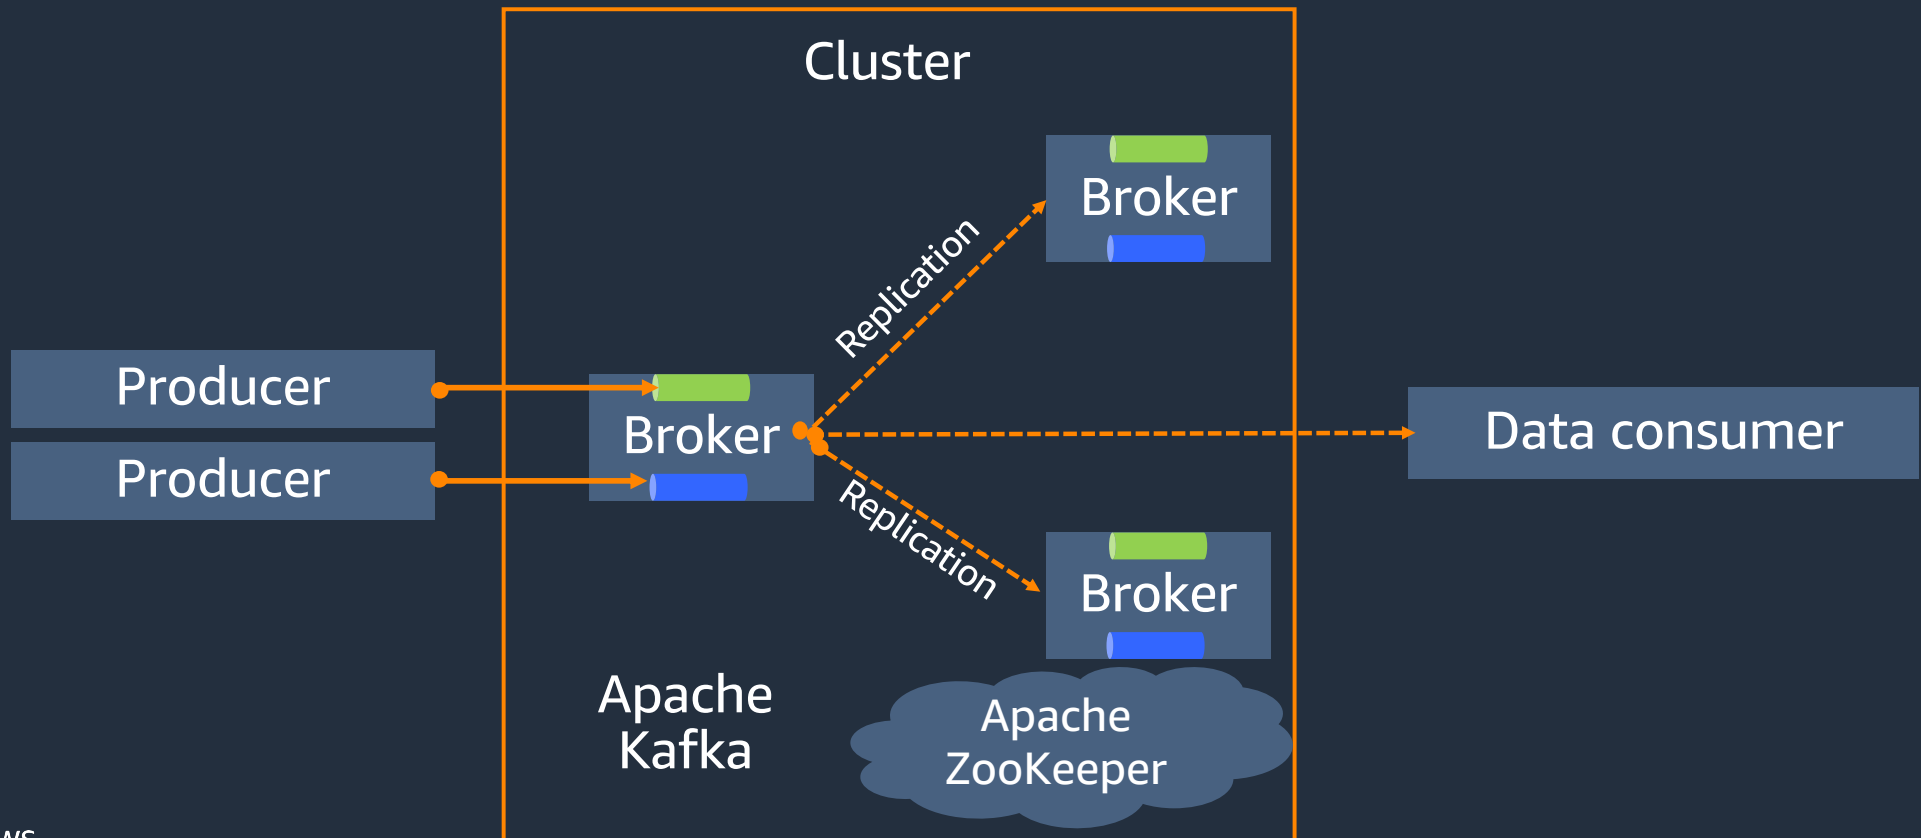 Cluster
Broker
Replication
Producer
Broker
Data consumer
Producer
Replication
Broker
Apache
Kafka
Apache
ZooKeeper